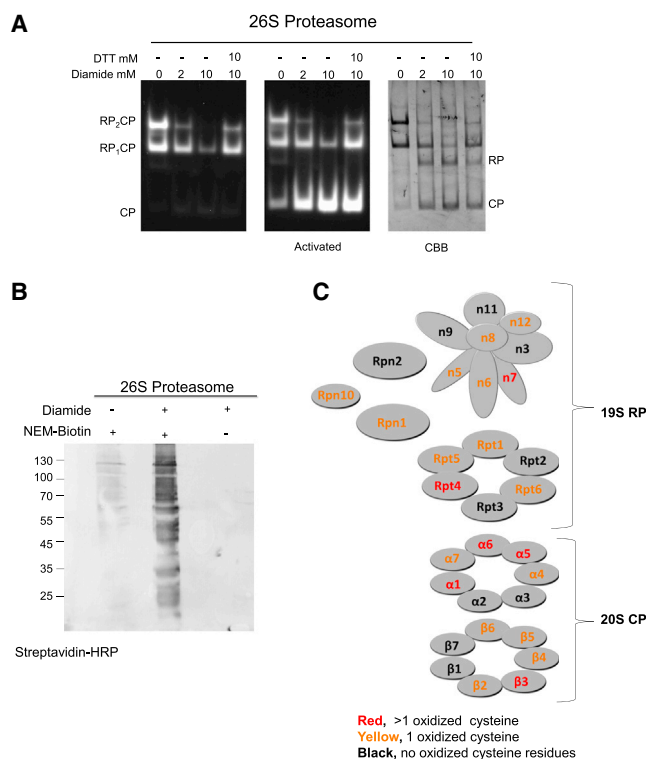 A
26S Proteasome
DTT mM - - - 10 - - - 10 - - - 10
Diamide mM 0 2 10 10 0 2 10 10 0 2 10 10
RP₂CP
RP₁CP
CP
RP
CP
Activated
CBB
B
26S Proteasome
Diamide - + +
NEM-Biotin + + -
130
100
70
55
45
35
25
Streptavidin-HRP
C
n11
n12
n9
n8
n3
Rpn2
n5
n6
n7
Rpn10
Rpn1
19S RP
Rpt1
Rpt5
Rpt2
Rpt4
Rpt6
Rpt3
α6
α5
α7
α4
α1
α3
α2
20S CP
β6
β5
β7
β4
β1
β3
β2
Red, >1 oxidized cysteine
Yellow, 1 oxidized cysteine
Black, no oxidized cysteine residues